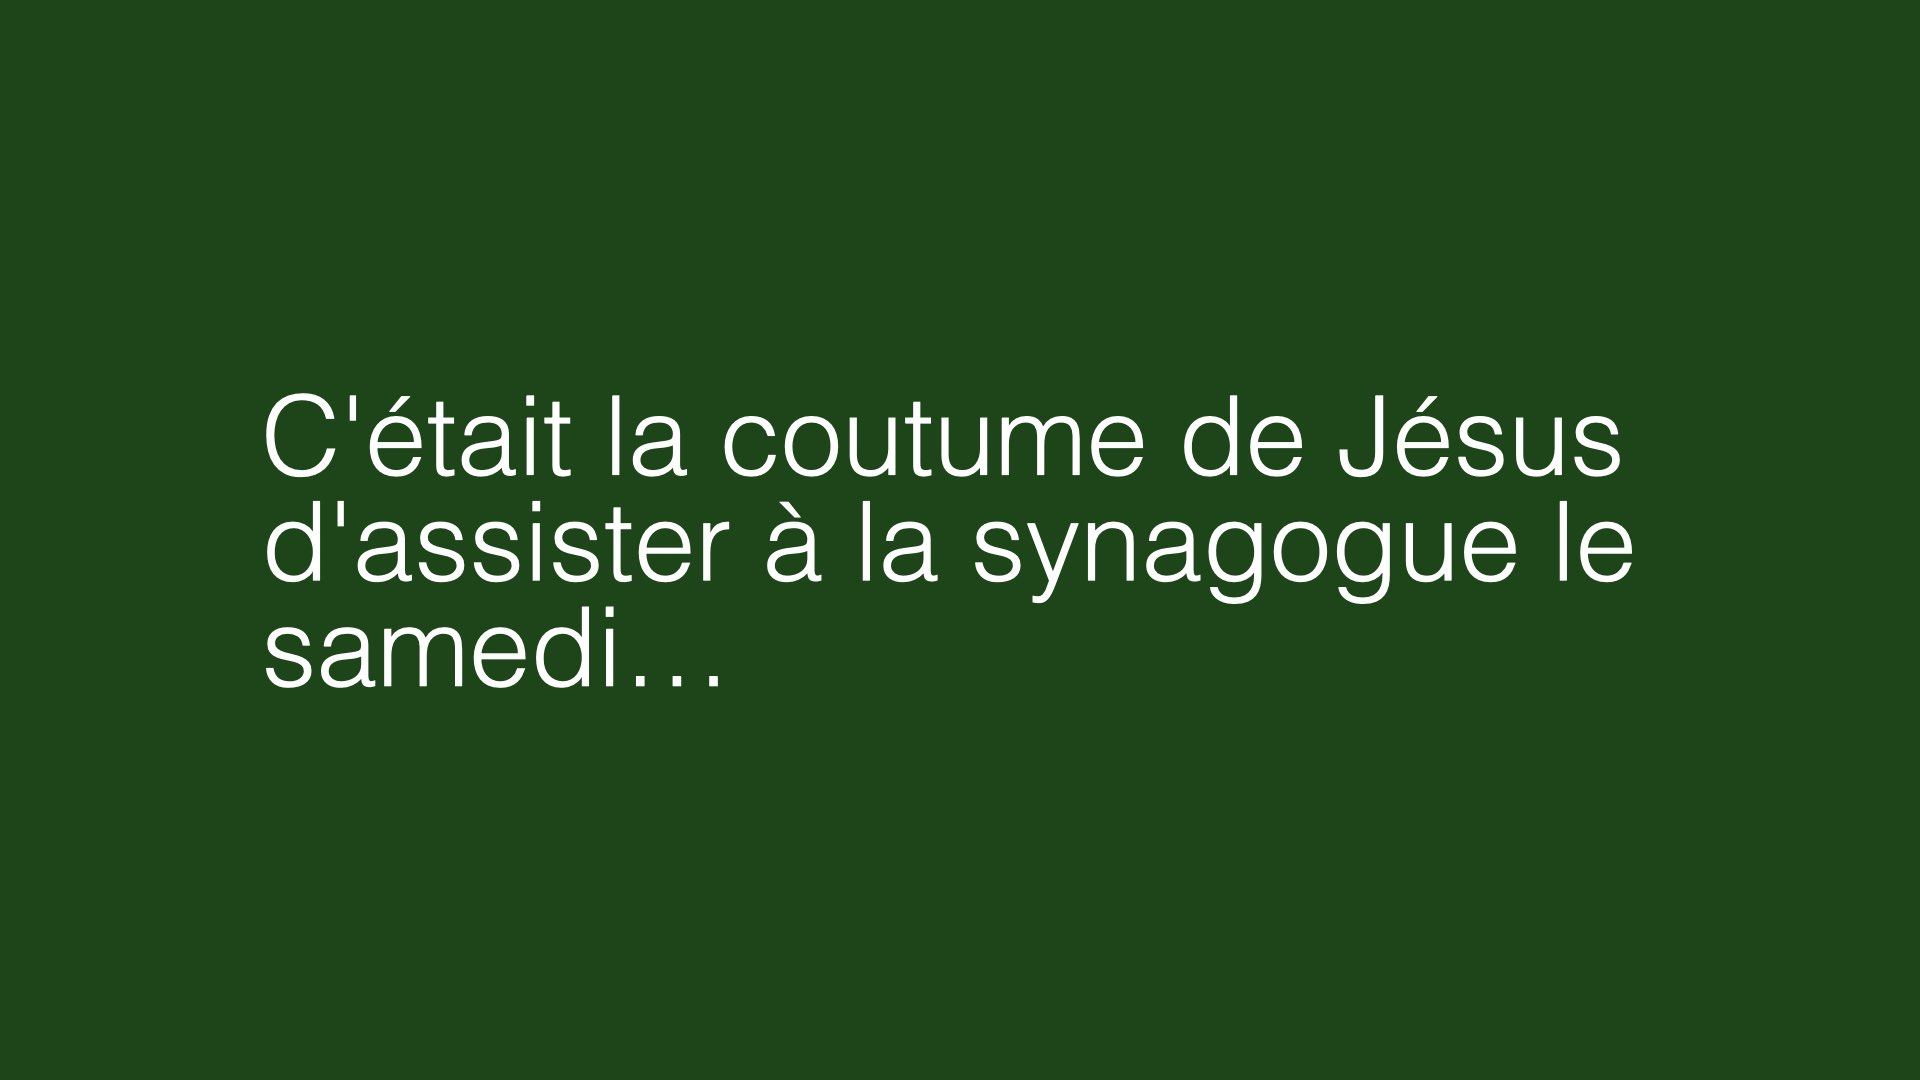 C'était la coutume de Jésus
d'assister à la synagogue le
samedi…